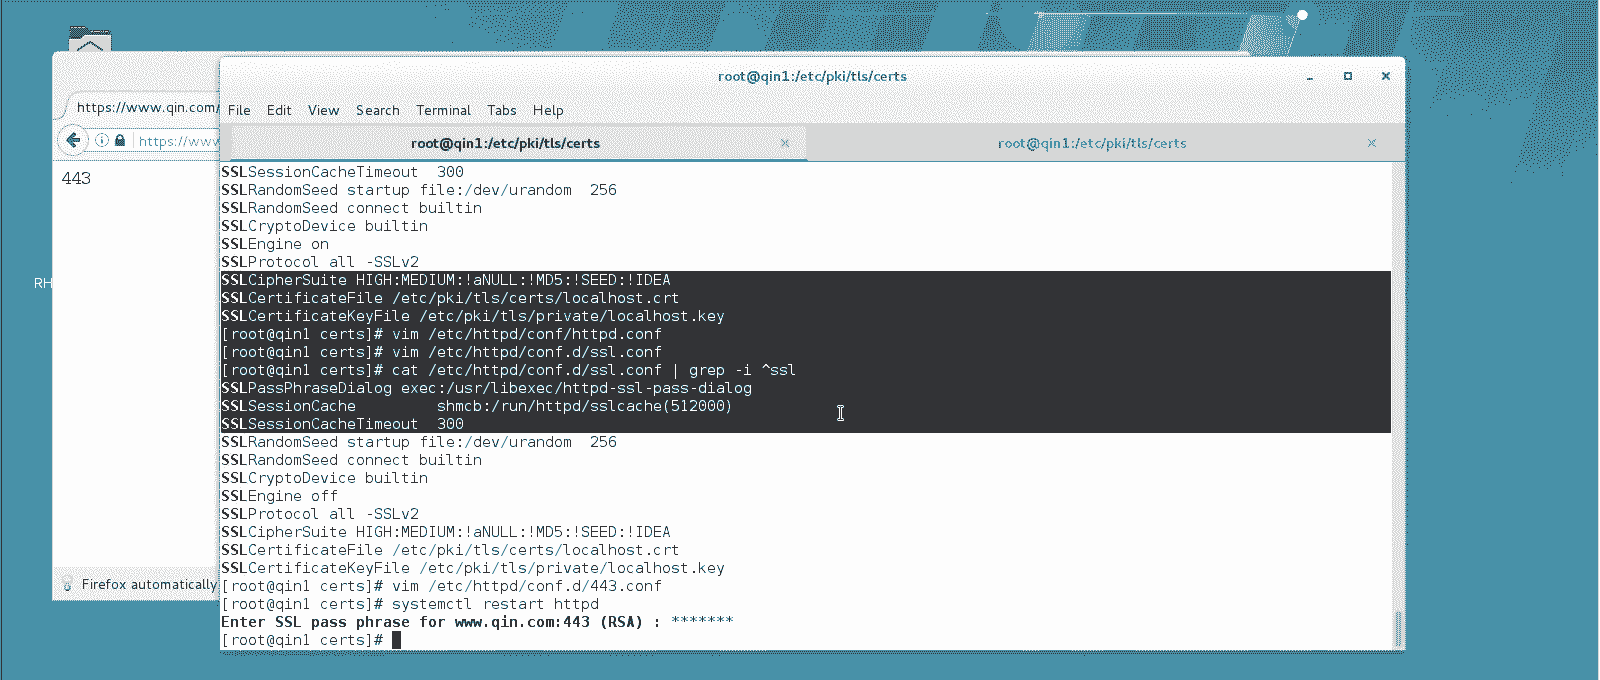 root@qin1:/etc/pki/tls/certs
https://www.qin.com/
File Edit View Search Terminal Tabs Help
https://www
root@qin1:/etc/pki/tls/certs
root@qin1:/etc/pki/tls/certs
443
RH
SSLSessionCacheTimeout  300
SSLRandomSeed startup file:/dev/urandom  256
SSLRandomSeed connect builtin
SSLCryptoDevice builtin
SSLEngine on
SSLProtocol all -SSLv2
SSLCipherSuite HIGH:MEDIUM:!aNULL:!MD5:!SEED:!IDEA
SSLCertificateFile /etc/pki/tls/certs/localhost.crt
SSLCertificateKeyFile /etc/pki/tls/private/localhost.key
[root@qin1 certs]# vim /etc/httpd/conf/httpd.conf
[root@qin1 certs]# vim /etc/httpd/conf.d/ssl.conf
[root@qin1 certs]# cat /etc/httpd/conf.d/ssl.conf | grep -i ^ssl
SSLPassPhraseDialog exec:/usr/libexec/httpd-ssl-pass-dialog
SSLSessionCache         shmcb:/run/httpd/sslcache(512000)
SSLSessionCacheTimeout  300
SSLRandomSeed startup file:/dev/urandom  256
SSLRandomSeed connect builtin
SSLCryptoDevice builtin
SSLEngine off
SSLProtocol all -SSLv2
SSLCipherSuite HIGH:MEDIUM:!aNULL:!MD5:!SEED:!IDEA
SSLCertificateFile /etc/pki/tls/certs/localhost.crt
SSLCertificateKeyFile /etc/pki/tls/private/localhost.key
[root@qin1 certs]# vim /etc/httpd/conf.d/443.conf
[root@qin1 certs]# systemctl restart httpd
Enter SSL pass phrase for www.qin.com:443 (RSA) : *******
[root@qin1 certs]#
Firefox automatically